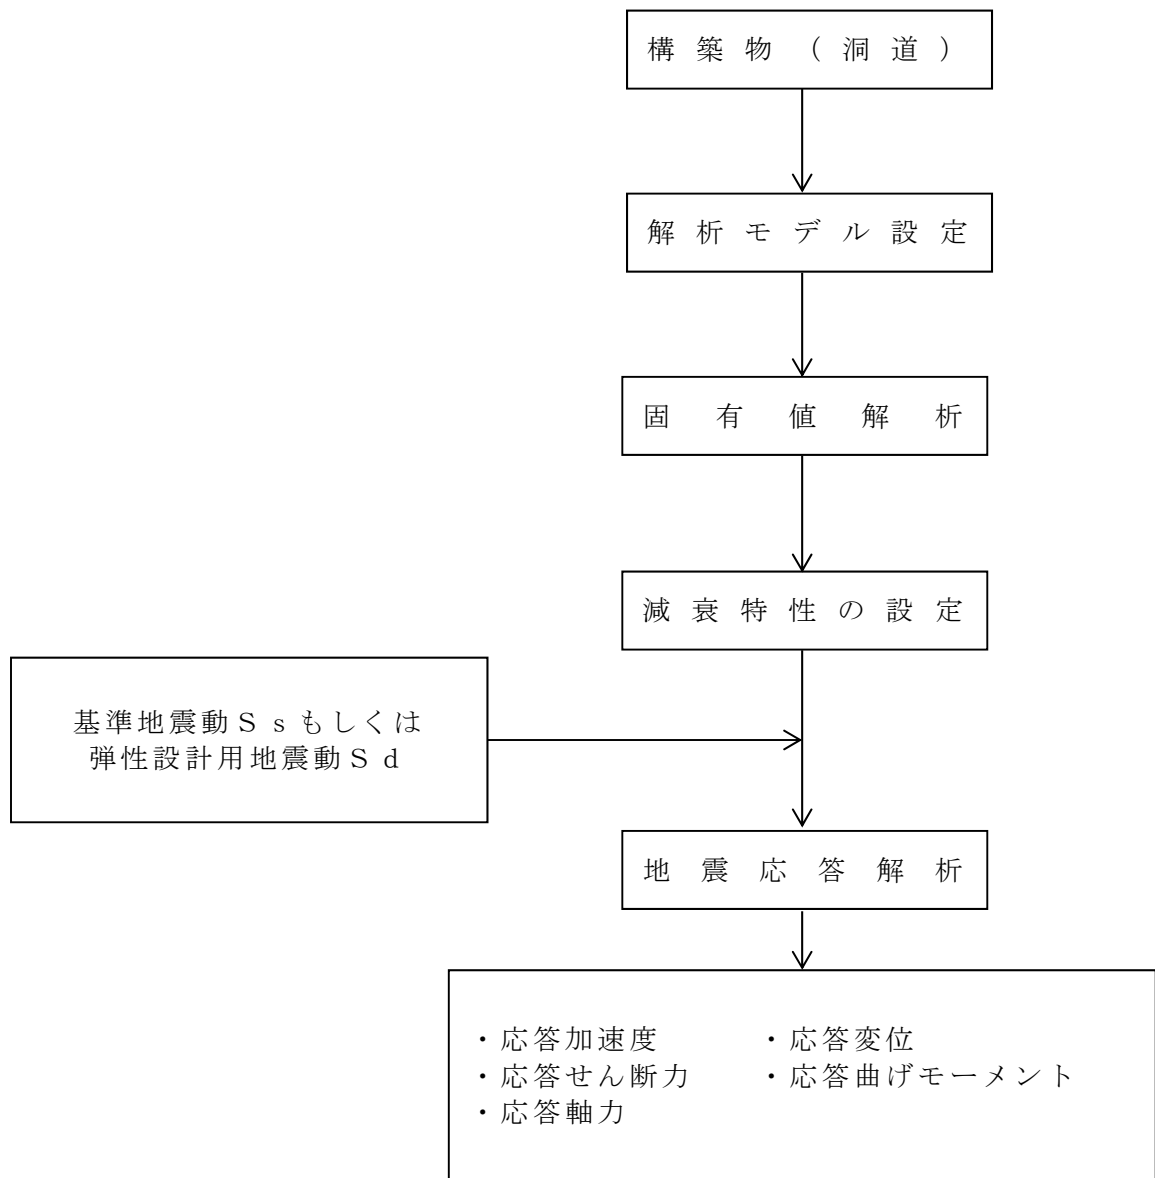 構築物（洞道）
解析モデル設定
固有値解析
減衰特性の設定
基準地震動Ｓｓもしくは
弾性設計用地震動Ｓｄ
地震応答解析
・応答加速度　　・応答変位
・応答せん断力　　・応答曲げモーメント
・応答軸力